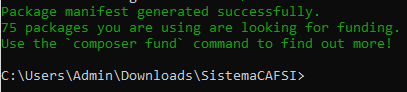 Package manifest generated successfully.
75 packages you are using are looking for funding.
Use the `composer fund` command to find out more!
C:\Users\Admin\Downloads\SistemaCAFSI>